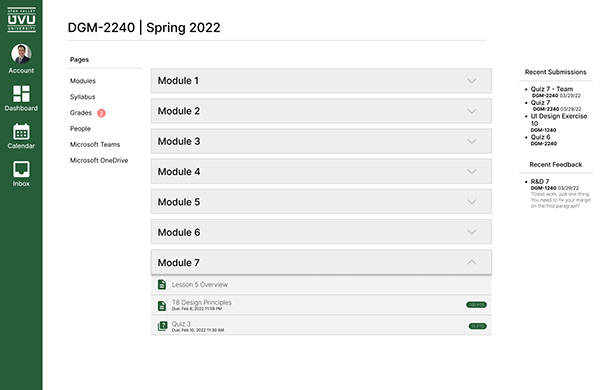 UTAH VALLEY
UVU
UNIVERSITY
Account
Dashboard
Calendar
Inbox
DGM-2240 | Spring 2022
Pages
Modules
Syllabus
Grades 2
People
Microsoft Teams
Microsoft OneDrive
Module 1
Module 2
Module 3
Module 4
Module 5
Module 6
Module 7
Lesson 5 Overview
T8 Design Principles
Due: Feb 8, 2022 11:59 PM
100 PTS
Quiz 3
Due: Feb 10, 2022 11:30 AM
Recent Submissions
Quiz 7 - Team
DGM-2240 03/29/22
Quiz 7
DGM-2240 03/29/22
UI Design Exercise
10
DGM-1240
Quiz 6
DGM-2240
Recent Feedback
R&D 7
DGM-1240 03/29/22
"Great work, just one thing.
You need to fix your margin
on the first paragraph"